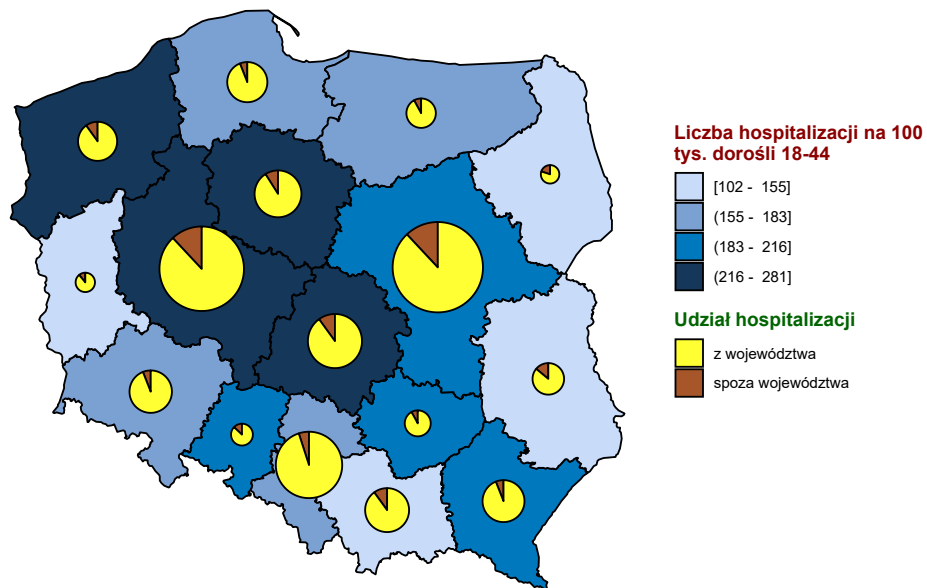 Liczba hospitalizacji na 100
tys. dorośli 18-44
[102 - 155]
(155 - 183]
(183 - 216]
(216 - 281]
Udział hospitalizacji
z województwa
spoza województwa